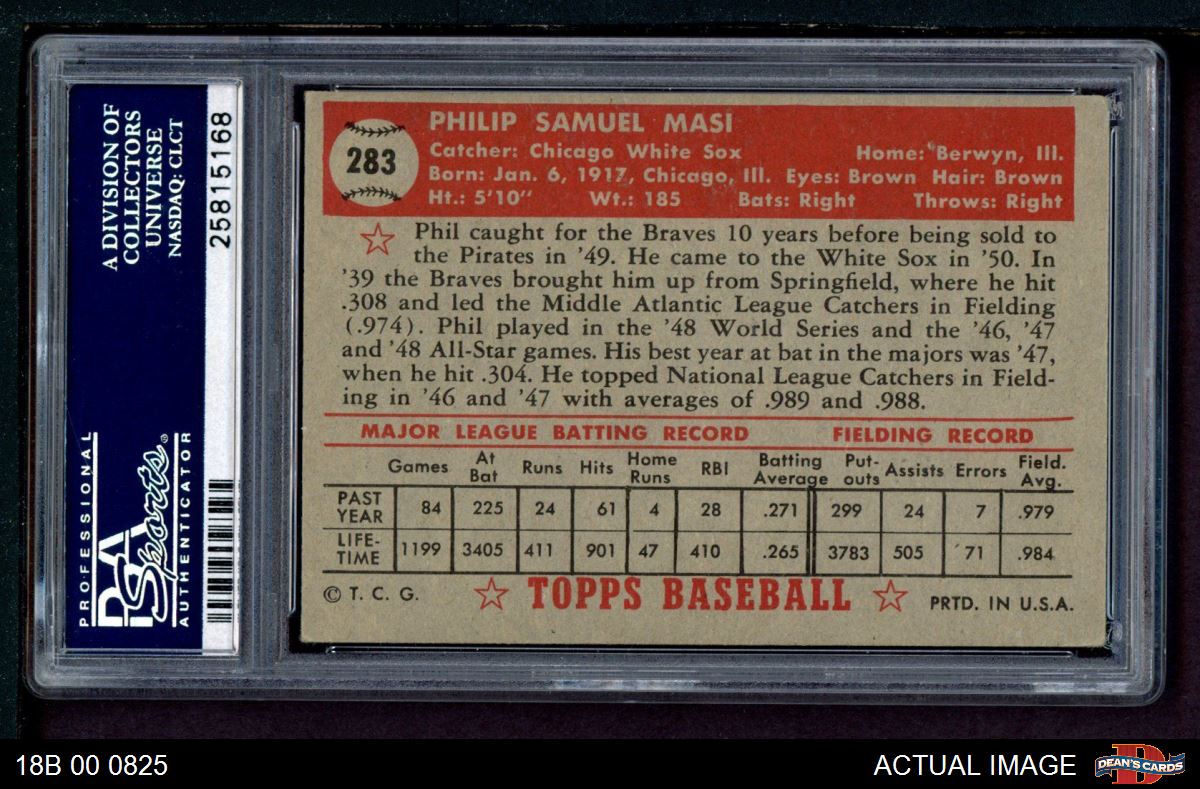 A DIVISION OF
COLLECTORS
UNIVERSE
NASDAQ: CLCT
25815168
PROFESSIONAL
PSA
Sports®
AUTHENTICATOR
283
PHILIP SAMUEL MASI
Catcher: Chicago White Sox Home: Berwyn, Ill.
Born: Jan. 6, 1917, Chicago, Ill. Eyes: Brown Hair: Brown
Ht.: 5'10" Wt.: 185 Bats: Right Throws: Right
Phil caught for the Braves 10 years before being sold to
the Pirates in '49. He came to the White Sox in '50. In
'39 the Braves brought him up from Springfield, where he hit
.308 and led the Middle Atlantic League Catchers in Fielding
(.974). Phil played in the '48 World Series and the '46, '47
and '48 All-Star games. His best year at bat in the majors was '47,
when he hit .304. He topped National League Catchers in Field-
ing in '46 and '47 with averages of .989 and .988.
MAJOR LEAGUE BATTING RECORD FIELDING RECORD
Games At Bat Runs Hits Home Runs RBI Batting Average Put-outs Assists Errors Field. Avg.
PAST YEAR 84 225 24 61 4 28 .271 299 24 7 .979
LIFE-TIME 1199 3405 411 901 47 410 .265 3783 505 71 .984
© T. C. G. TOPPS BASEBALL PRTD. IN U.S.A.
18B 00 0825 ACTUAL IMAGE DEAN'S CARDS